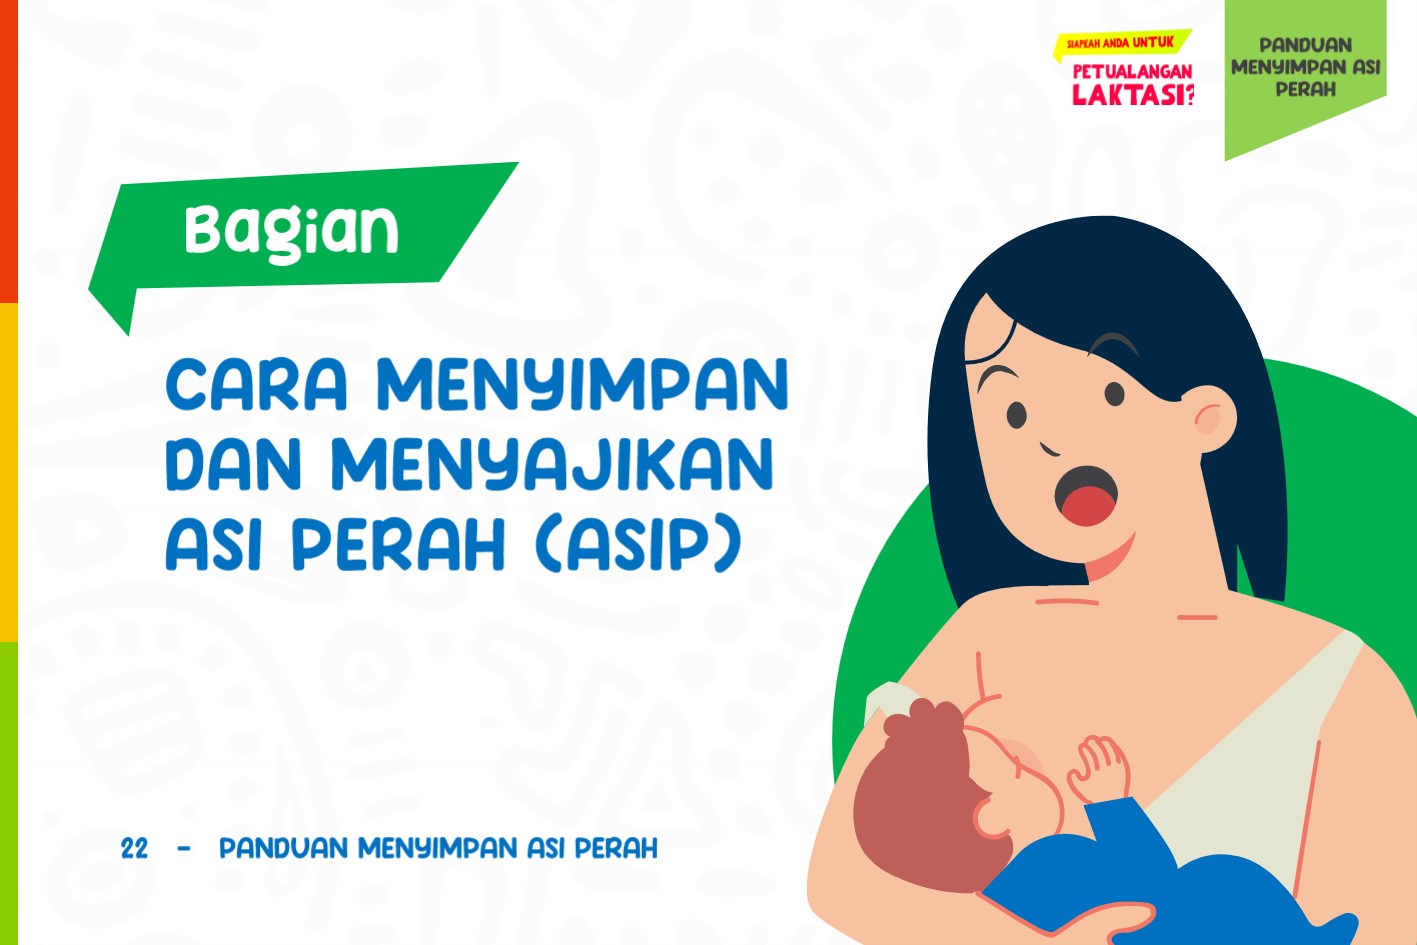 SIAPKAH ANDA UNTUK
PETUALANGAN
LAKTASI?
PANDUAN
MENYIMPAN ASI
PERAH
Bagian
CARA MENYIMPAN
DAN MENYAJIKAN
ASI PERAH (ASIP)
22 - PANDUAN MENYIMPAN ASI PERAH